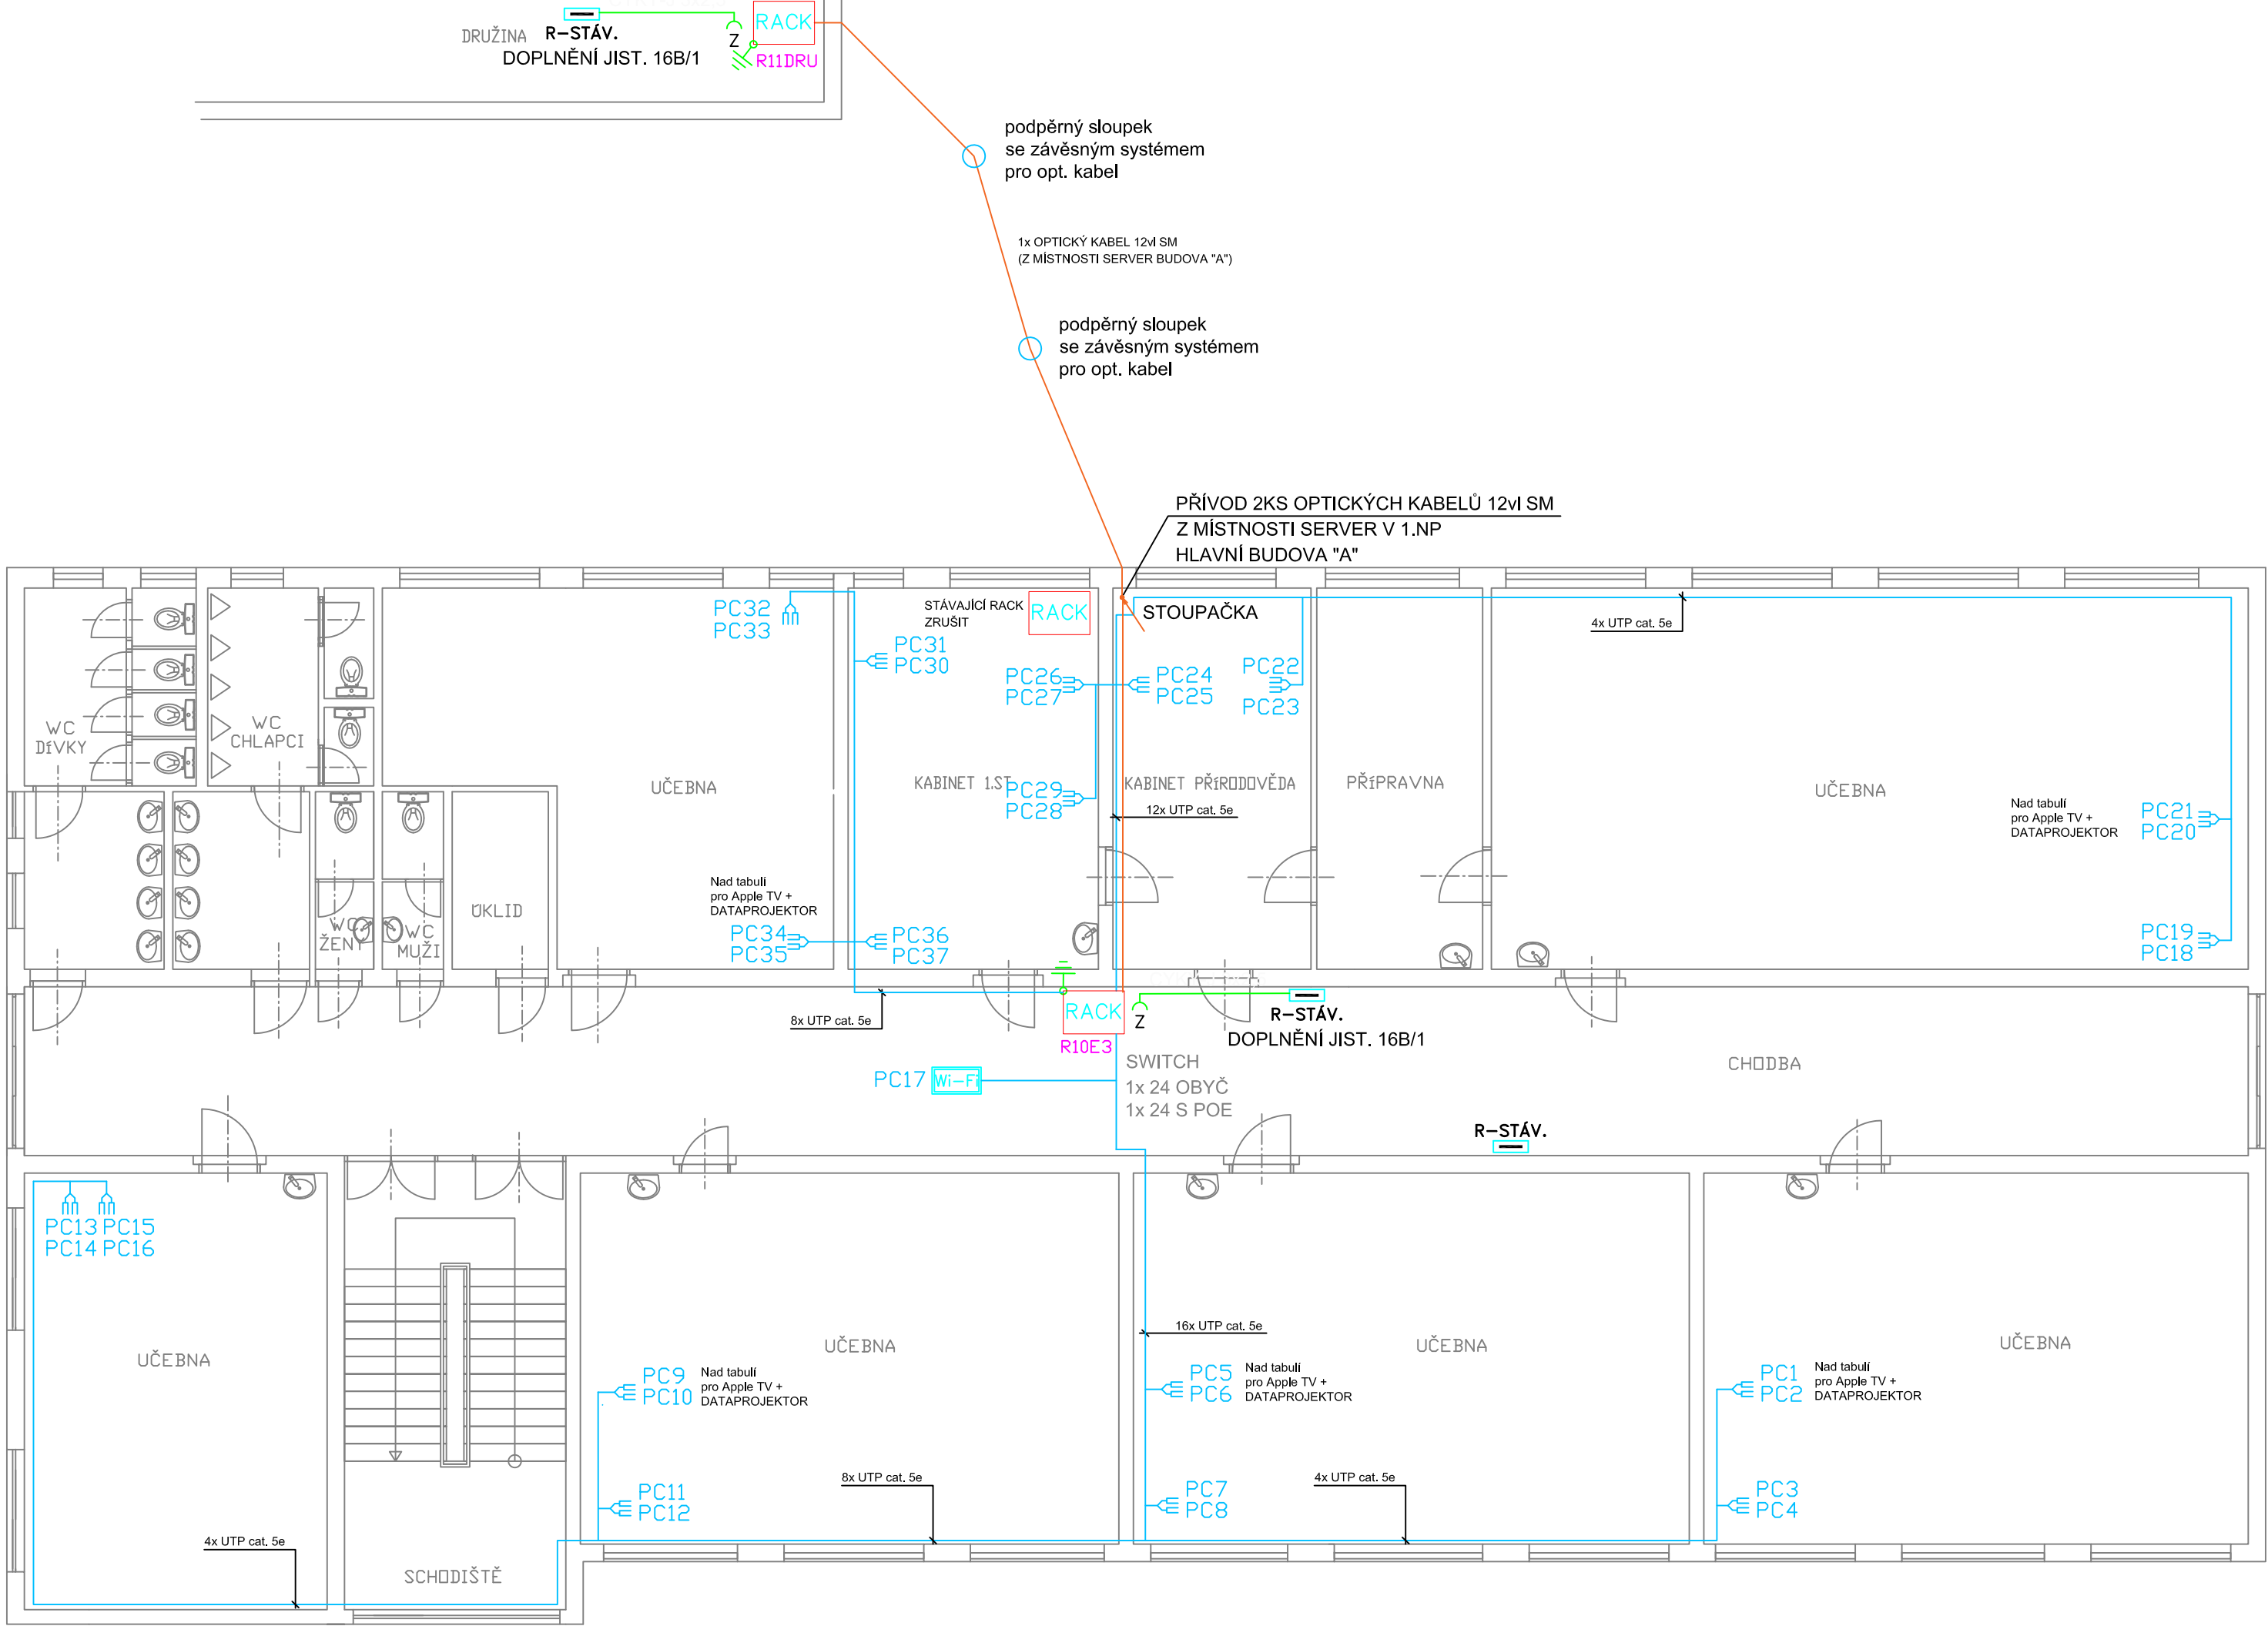 DRUŽINA
R-STÁV.
DOPLNĚNÍ JIST. 16B/1
Z
RACK
R11DRU
podpěrný sloupek
se závěsným systémem
pro opt. kabel
1x OPTICKÝ KABEL 12vl SM
(Z MÍSTNOSTI SERVER BUDOVA "A")
podpěrný sloupek
se závěsným systémem
pro opt. kabel
PŘÍVOD 2KS OPTICKÝCH KABELŮ 12vl SM
Z MÍSTNOSTI SERVER V 1.NP
HLAVNÍ BUDOVA "A"
PC32
PC33
STÁVAJÍCÍ RACK
ZRUŠIT
RACK
STOUPAČKA
4x UTP cat. 5e
PC31
PC30
PC26
PC27
PC24
PC25
PC22
PC23
WC
DÍVKY
WC
CHLAPCI
UČEBNA
KABINET 1.ST
PC29
PC28
KABINET PŘÍRODOVĚDA
12x UTP cat. 5e
PŘÍPRAVNA
UČEBNA
Nad tabulí
pro Apple TV +
DATAPROJEKTOR
PC21
PC20
WC
ŽENY
WC
MUŽI
ÚKLID
Nad tabulí
pro Apple TV +
DATAPROJEKTOR
PC34
PC35
PC36
PC37
PC19
PC18
8x UTP cat. 5e
RACK
Z
R10E3
R-STÁV.
DOPLNĚNÍ JIST. 16B/1
PC17
Wi-Fi
SWITCH
1x 24 OBYČ
1x 24 S POE
CHODBA
R-STÁV.
PC13 PC15
PC14 PC16
UČEBNA
UČEBNA
16x UTP cat. 5e
UČEBNA
UČEBNA
PC9
PC10
Nad tabulí
pro Apple TV +
DATAPROJEKTOR
PC5
PC6
Nad tabulí
pro Apple TV +
DATAPROJEKTOR
PC1
PC2
Nad tabulí
pro Apple TV +
DATAPROJEKTOR
PC11
PC12
8x UTP cat. 5e
PC7
PC8
4x UTP cat. 5e
PC3
PC4
4x UTP cat. 5e
SCHODIŠTĚ